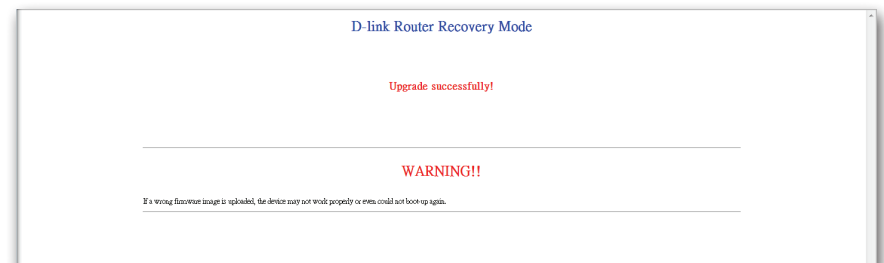 D-link Router Recovery Mode
Upgrade successfully!
WARNING!!
If a wrong firmware image is uploaded, the device may not work properly or even could not boot-up again.